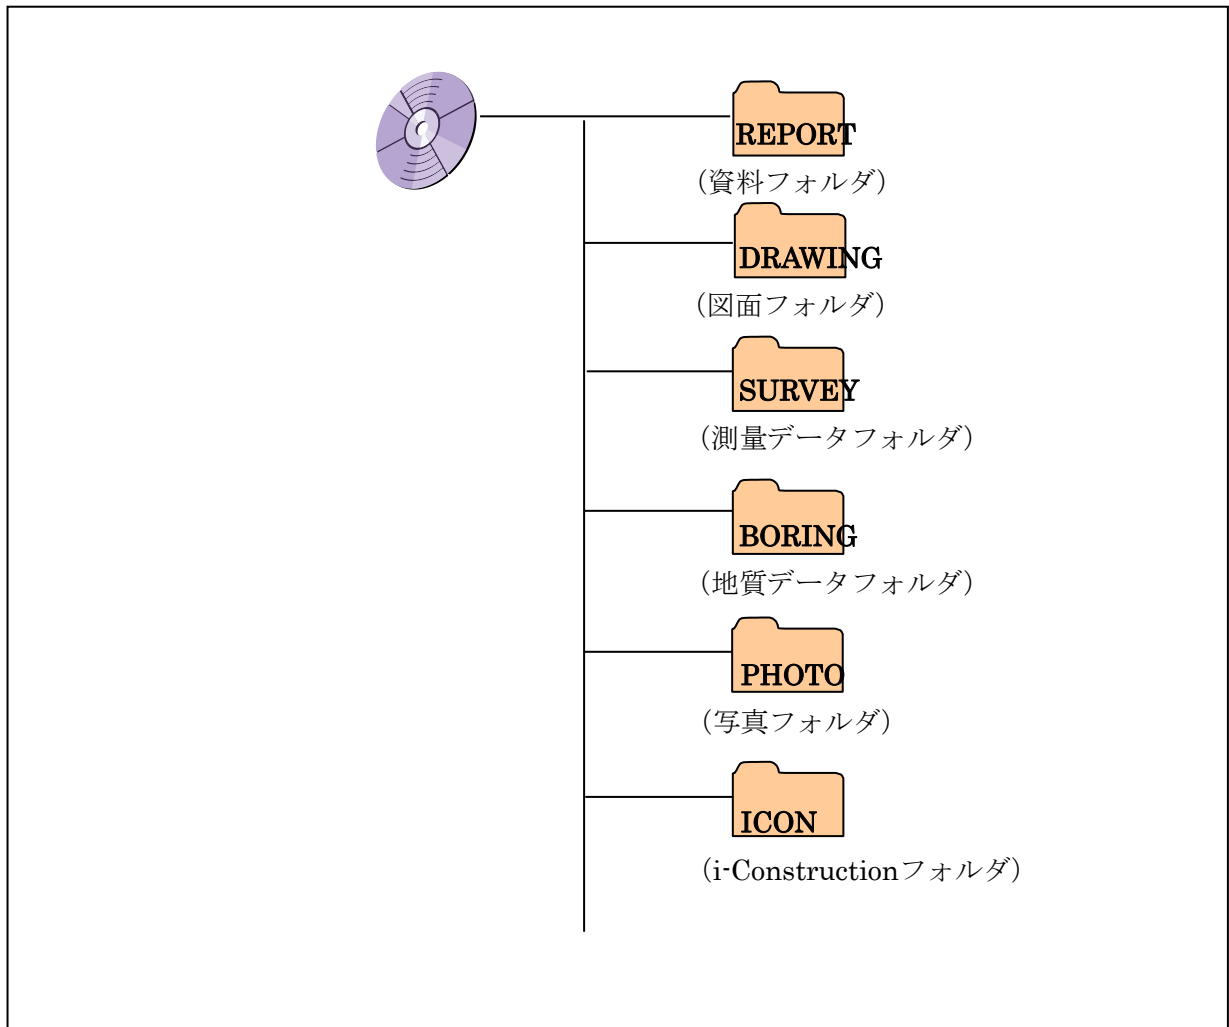 REPORT
（資料フォルダ）
DRAWING
（図面フォルダ）
SURVEY
（測量データフォルダ）
BORING
（地質データフォルダ）
PHOTO
（写真フォルダ）
ICON
（i-Constructionフォルダ）